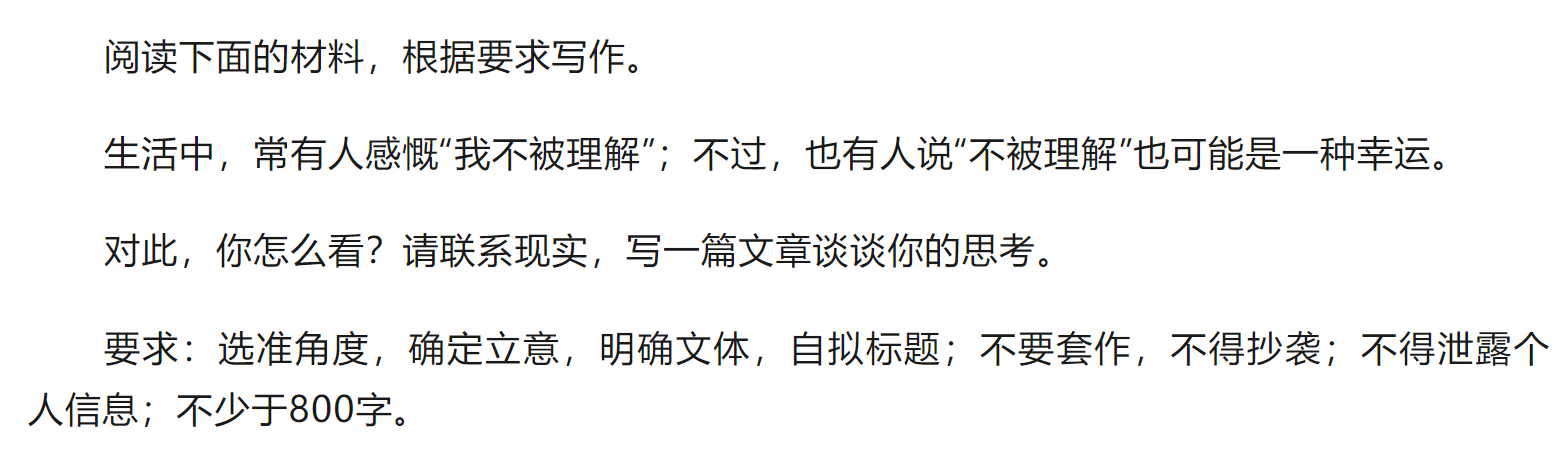 阅读下面的材料，根据要求写作。
生活中，常有人感慨“我不被理解”；不过，也有人说“不被理解”也可能是一种幸运。
对此，你怎么看？请联系现实，写一篇文章谈谈你的思考。
要求：选准角度，确定立意，明确文体，自拟标题；不要套作，不得抄袭；不得泄露个
人信息；不少于800字。